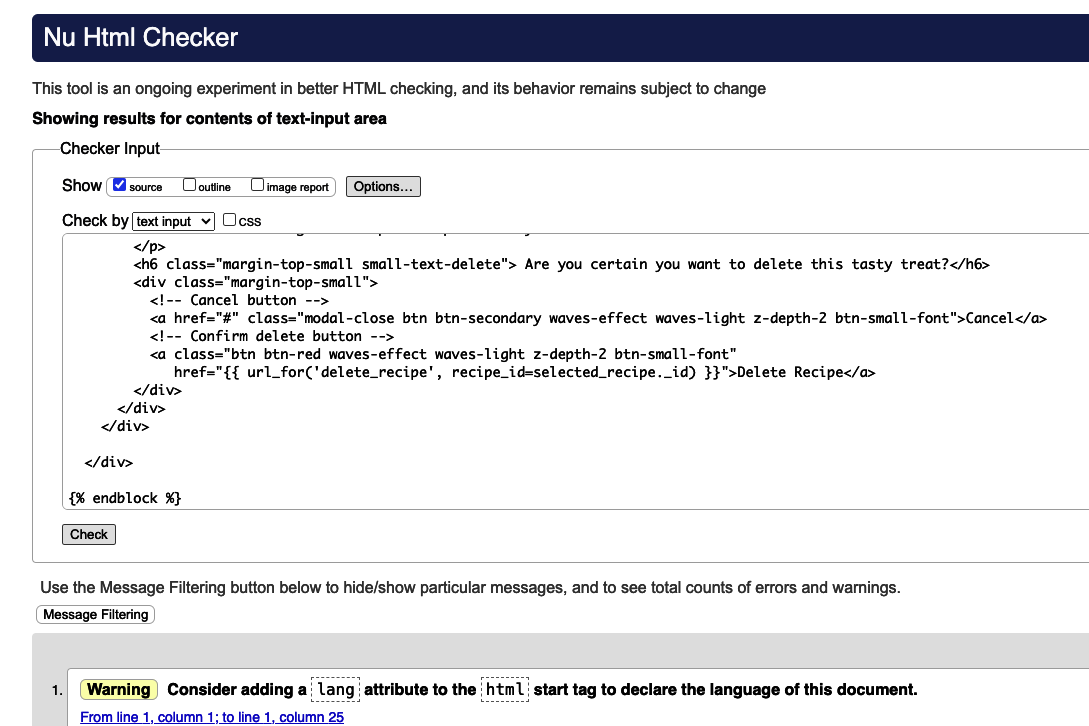 Nu Html Checker
This tool is an ongoing experiment in better HTML checking, and its behavior remains subject to change
Showing results for contents of text-input area
Checker Input
Show source outline image report Options...
Check by text input css
</p>
<h6 class="margin-top-small small-text-delete"> Are you certain you want to delete this tasty treat?</h6>
<div class="margin-top-small">
<!-- Cancel button -->
<a href="#" class="modal-close btn btn-secondary waves-effect waves-light z-depth-2 btn-small-font">Cancel</a>
<!-- Confirm delete button -->
<a class="btn btn-red waves-effect waves-light z-depth-2 btn-small-font"
href="{{ url_for('delete_recipe', recipe_id=selected_recipe._id) }}">Delete Recipe</a>
</div>
</div>
</div>
</div>
{% endblock %}
Check
Use the Message Filtering button below to hide/show particular messages, and to see total counts of errors and warnings.
Message Filtering
1. Warning Consider adding a lang attribute to the html start tag to declare the language of this document.
From line 1, column 1; to line 1, column 25